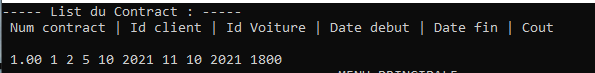 ----- List du Contract : -----
Num contract | Id client | Id Voiture | Date debut | Date fin | Cout
1.00 1 2 5 10 2021 11 10 2021 1800